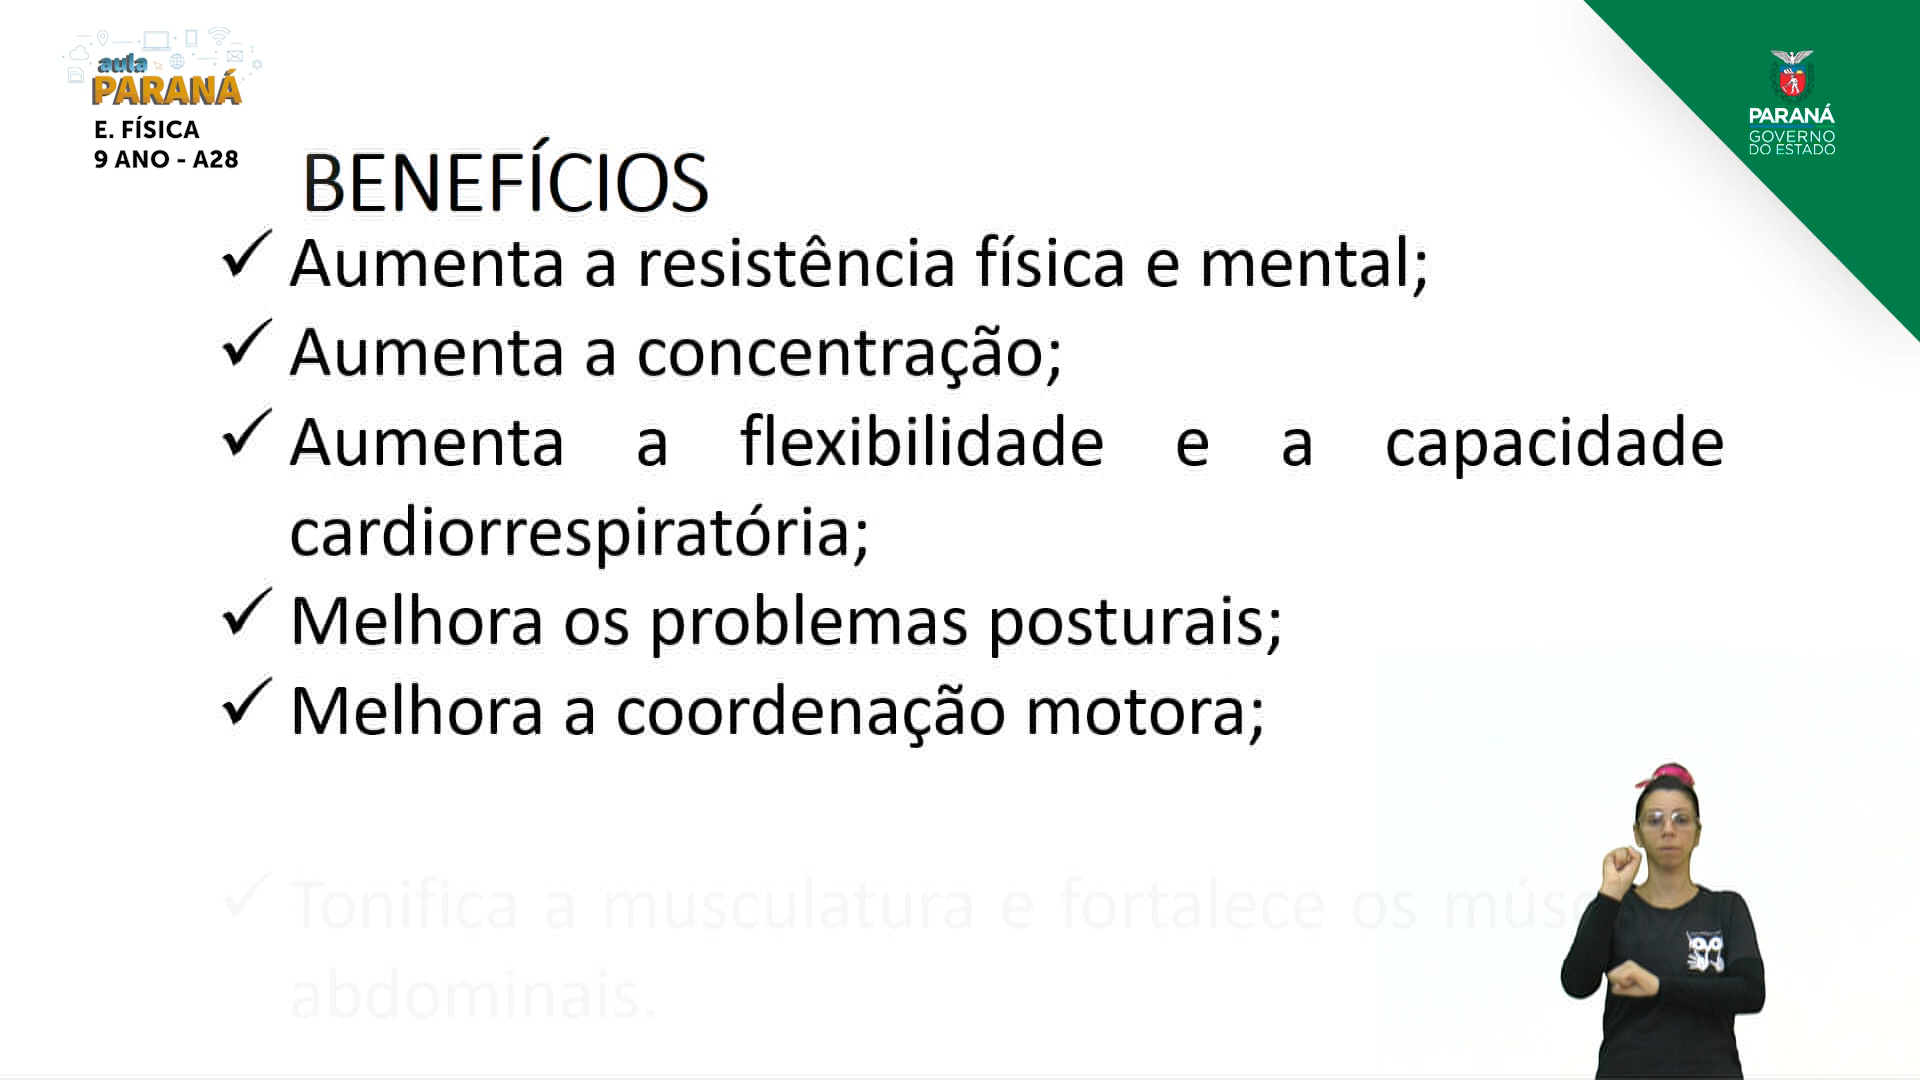 aula
PARANÁ
E. FÍSICA
9 ANO - A28
PARANÁ
GOVERNO
DO ESTADO
BENEFÍCIOS
✓ Aumenta a resistência física e mental;
✓ Aumenta a concentração;
✓ Aumenta a flexibilidade e a capacidade
cardiorrespiratória;
✓ Melhora os problemas posturais;
✓ Melhora a coordenação motora;
✓ Tonifica a musculatura e fortalece os
abdominais.